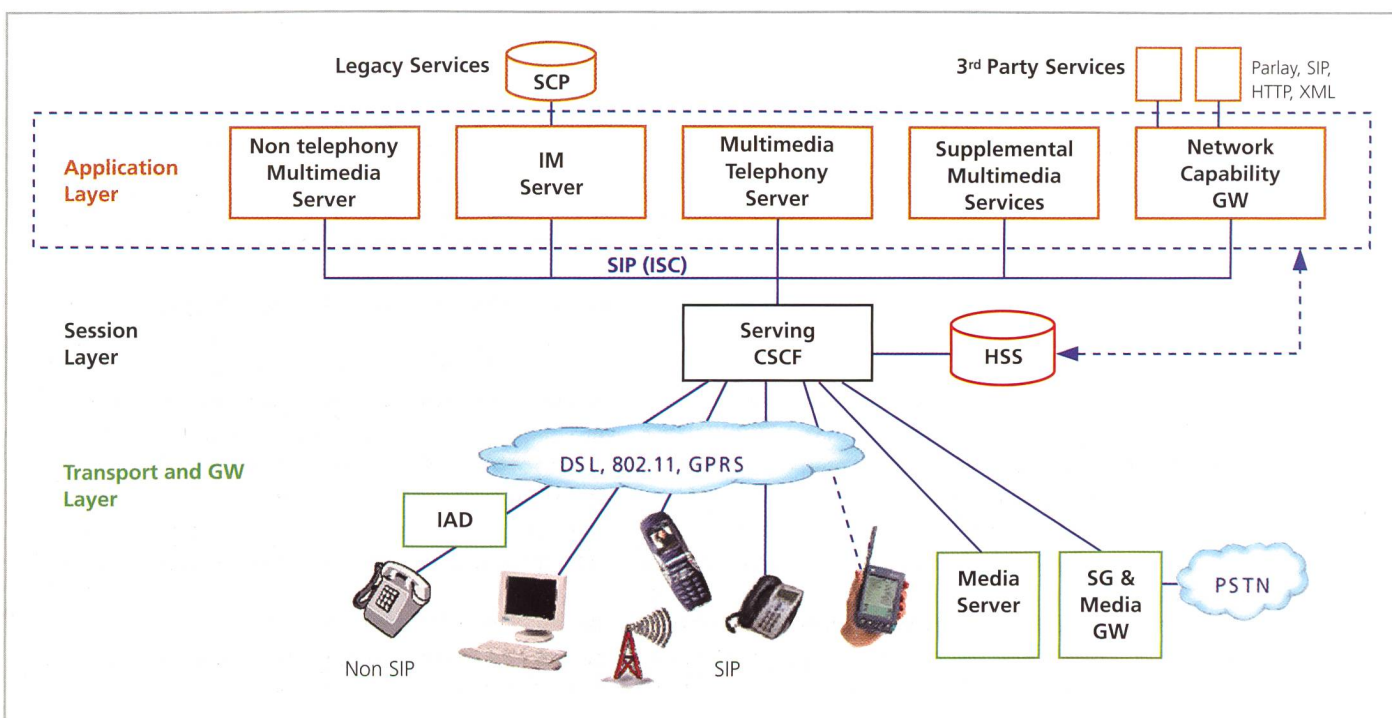 Legacy Services
SCP
3rd Party Services
Parlay, SIP,
HTTP, XML
Application
Layer
Non telephony
Multimedia
Server
IM
Server
Multimedia
Telephony
Server
Supplemental
Multimedia
Services
Network
Capability
GW
SIP (ISC)
Session
Layer
Serving
CSCF
HSS
Transport and GW
Layer
DSL, 802.11, GPRS
IAD
Media
Server
SG &
Media
GW
PSTN
Non SIP
SIP